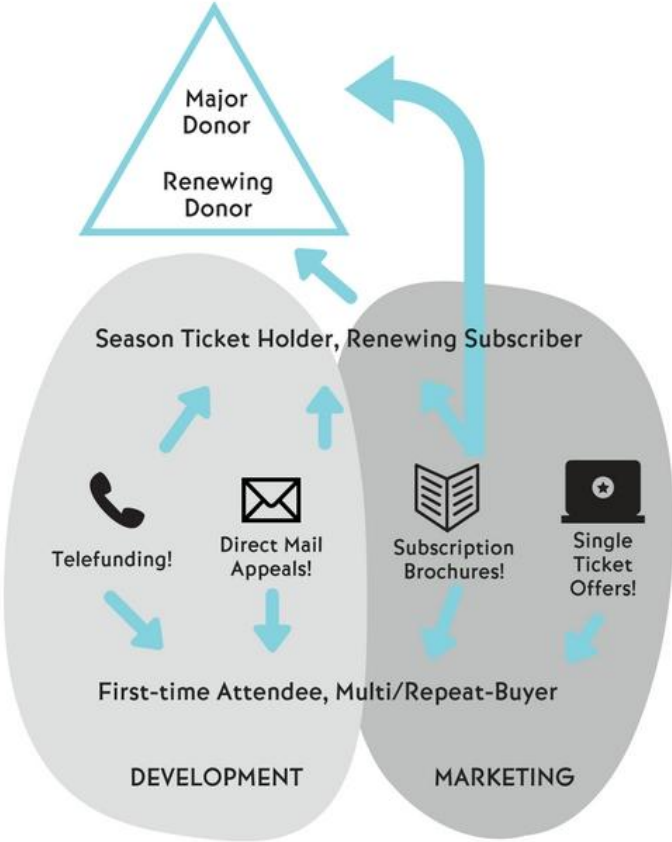 Major
Donor
Renewing
Donor
Season Ticket Holder, Renewing Subscriber
Telefunding!
Direct Mail
Appeals!
Subscription
Brochures!
Single
Ticket
Offers!
First-time Attendee, Multi/Repeat-Buyer
DEVELOPMENT
MARKETING